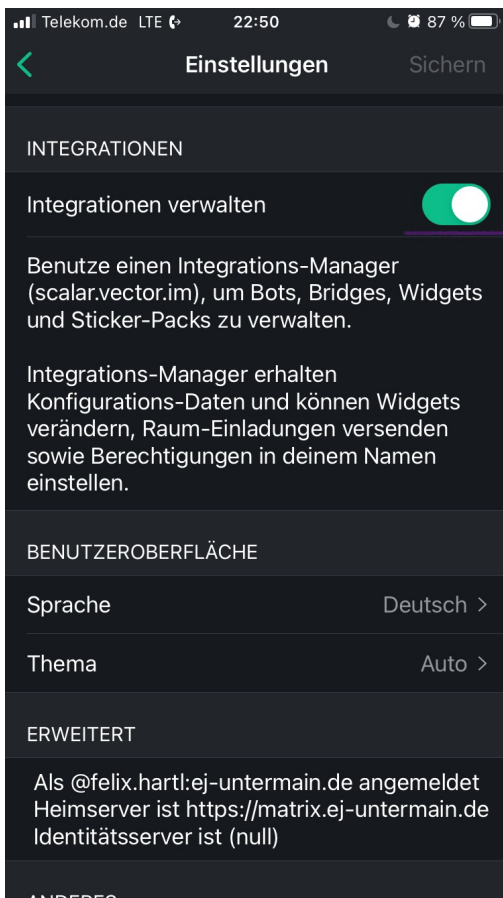 Telekom.de LTE 22:50 87 %
Einstellungen Sichern
INTEGRATIONEN
Integrationen verwalten
Benutze einen Integrations-Manager
(scalar.vector.im), um Bots, Bridges, Widgets
und Sticker-Packs zu verwalten.
Integrations-Manager erhalten
Konfigurations-Daten und können Widgets
verändern, Raum-Einladungen versenden
sowie Berechtigungen in deinem Namen
einstellen.
BENUTZEROBERFLÄCHE
Sprache Deutsch
Thema Auto
ERWEITERT
Als @felix.hartl:ej-untermain.de angemeldet
Heimserver ist https://matrix.ej-untermain.de
Identitätsserver ist (null)
ANDERES